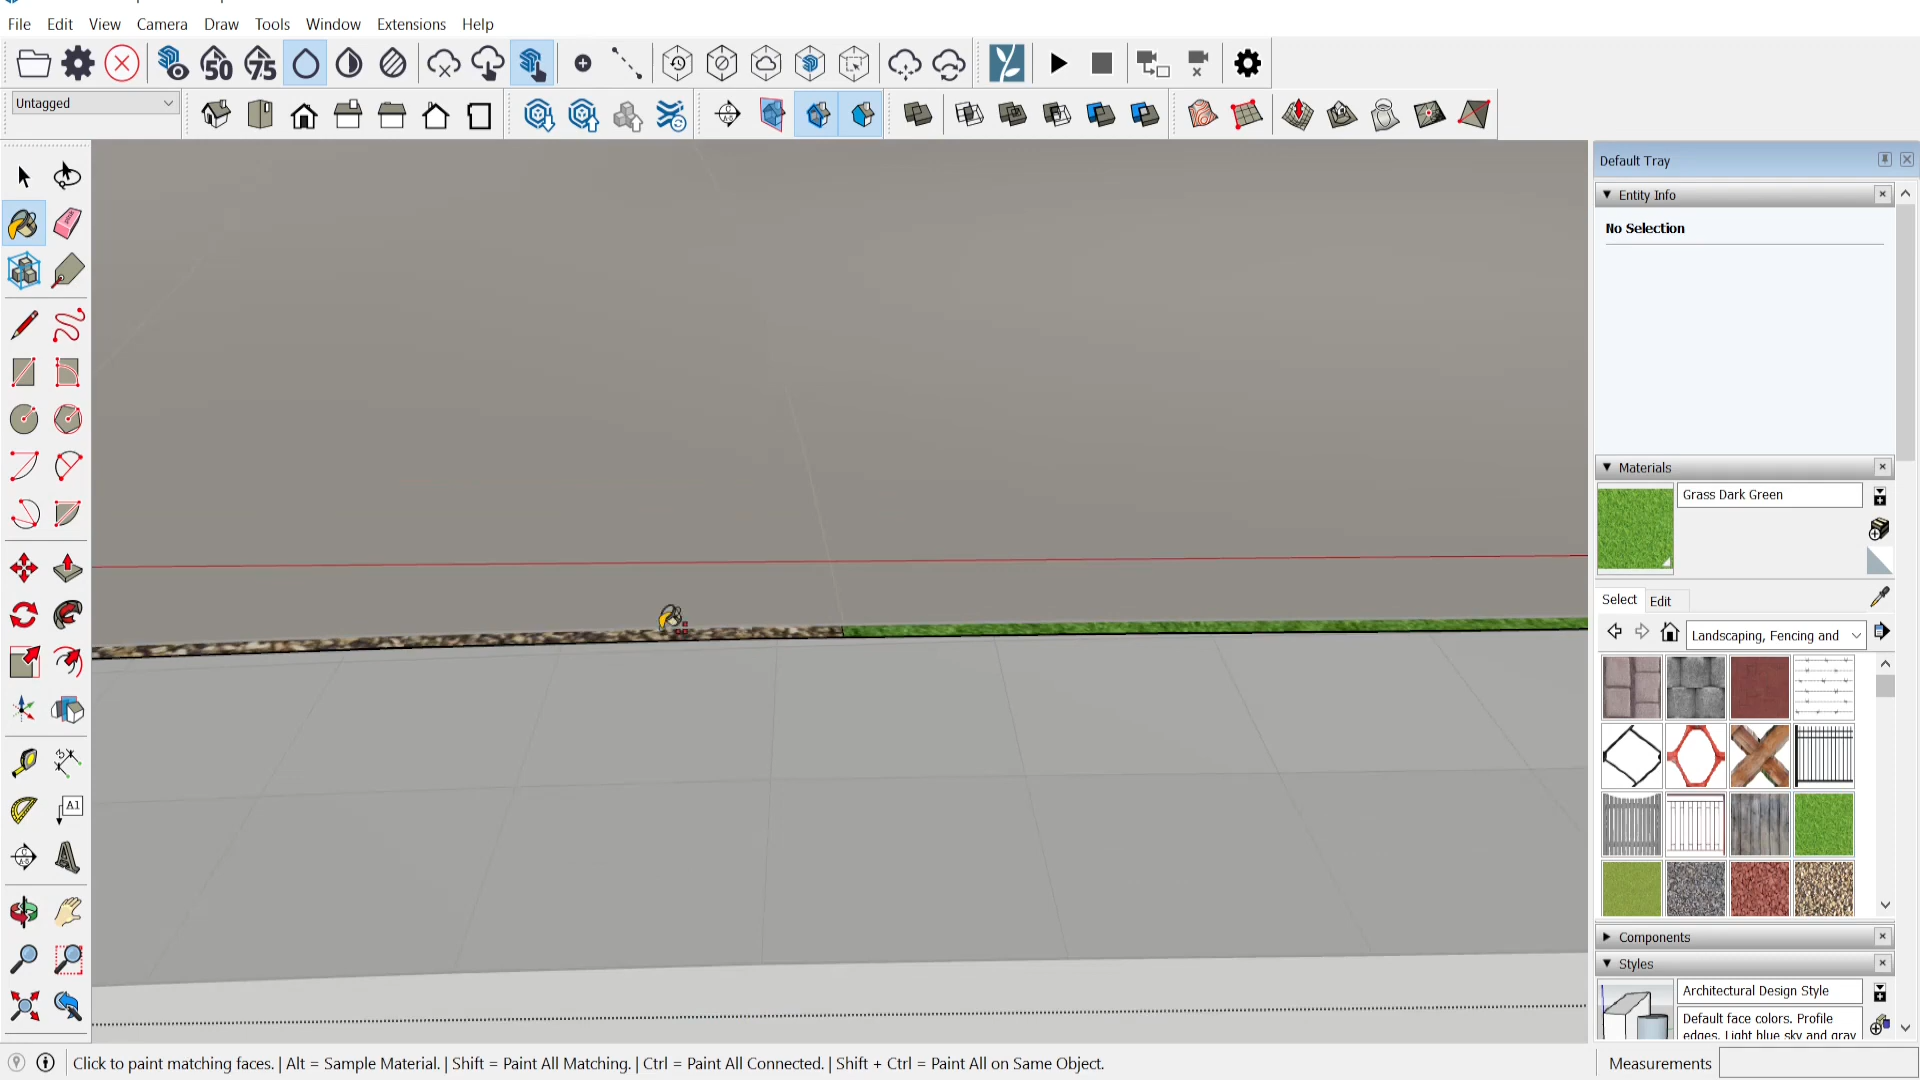 File Edit View Camera Draw Tools Window Extensions Help
50 75
Untagged
Default Tray
Entity Info
No Selection
Materials
Grass Dark Green
Select Edit
Landscaping, Fencing and
A1
Components
Styles
Architectural Design Style
Default face colors. Profile
edges. Light blue sky and gray
Click to paint matching faces. | Alt = Sample Material. | Shift = Paint All Matching. | Ctrl = Paint All Connected. | Shift + Ctrl = Paint All on Same Object.
Measurements